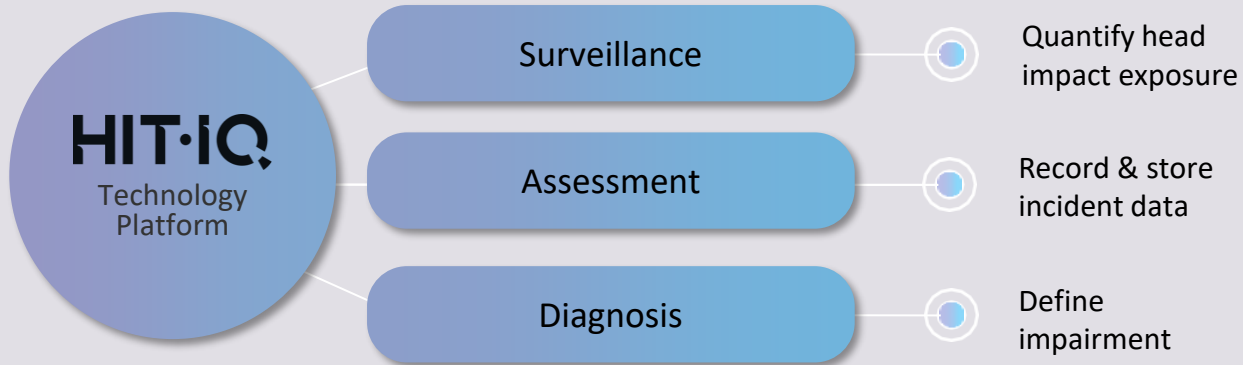 HIT·IQ
Technology
Platform
Surveillance
Quantify head
impact exposure
Assessment
Record & store
incident data
Diagnosis
Define
impairment